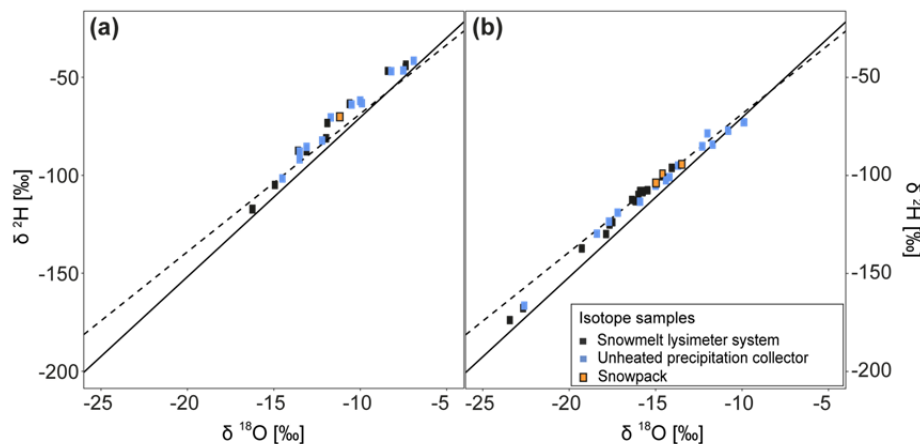 (a)
(b)
-50
-100
-150
-200
δ ²H [‰]
-50
-100
-150
-200
δ ²H [‰]
Isotope samples
Snowmelt lysimeter system
Unheated precipitation collector
Snowpack
-25 -20 -15 -10 -5
-25 -20 -15 -10 -5
δ ¹⁸O [‰]
δ ¹⁸O [‰]